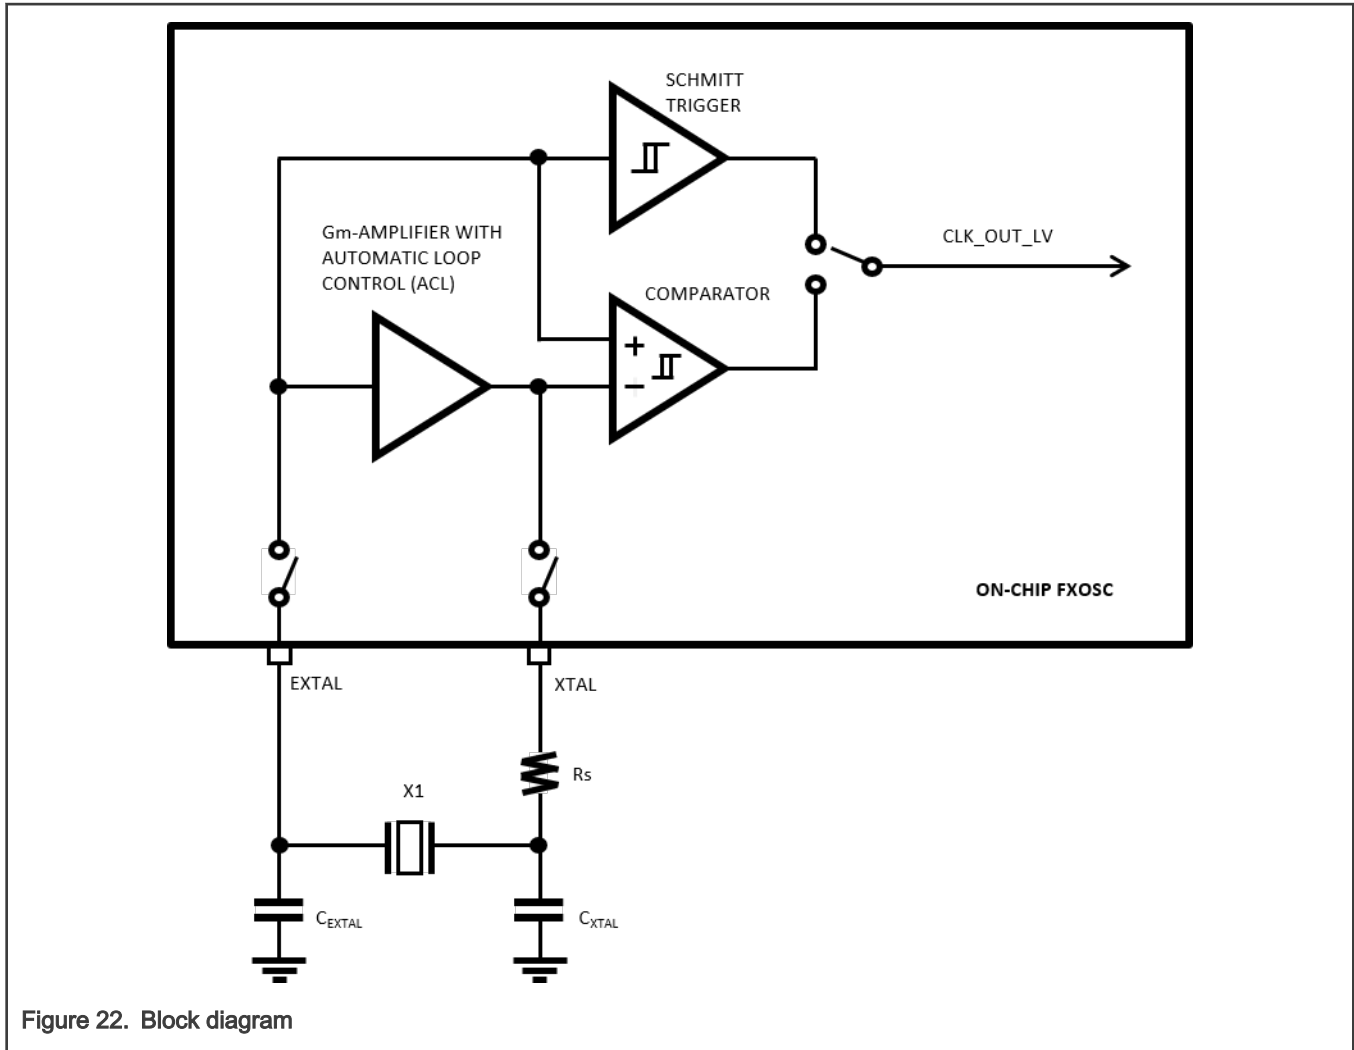 SCHMITT
TRIGGER
Gm-AMPLIFIER WITH
AUTOMATIC LOOP
CONTROL (ACL)
CLK_OUT_LV
COMPARATOR
+
−
ON-CHIP FXOSC
EXTAL
XTAL
Rs
X1
CEXTAL
CXTAL
Figure 22. Block diagram